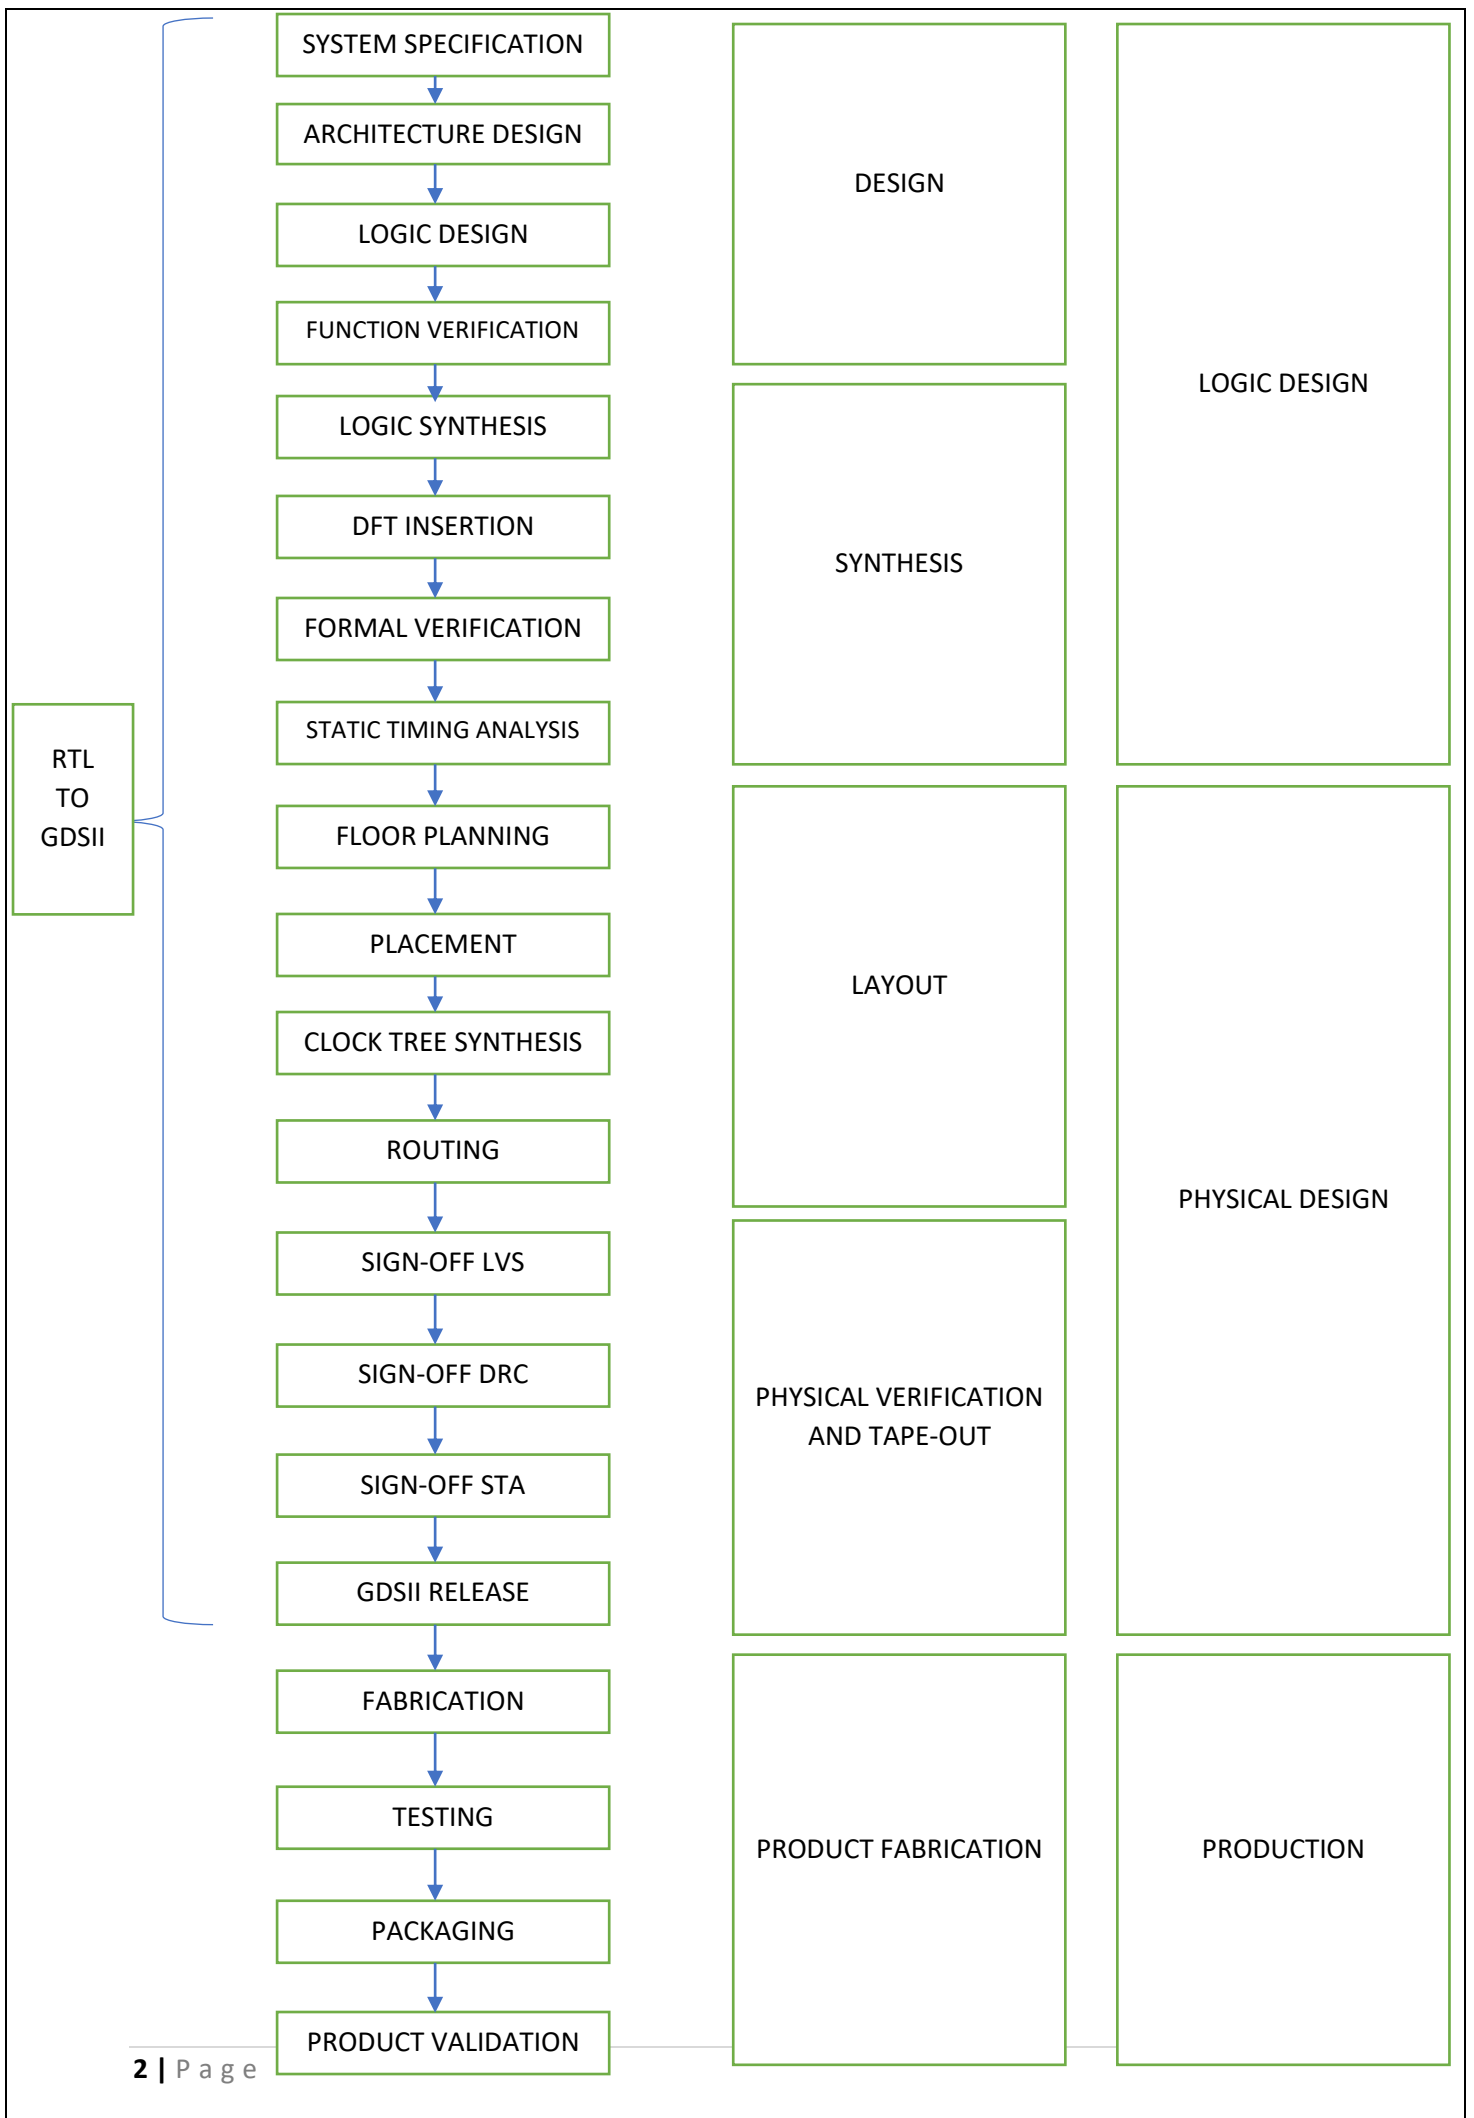 SYSTEM SPECIFICATION
ARCHITECTURE DESIGN
LOGIC DESIGN
FUNCTION VERIFICATION
LOGIC SYNTHESIS
DFT INSERTION
FORMAL VERIFICATION
STATIC TIMING ANALYSIS
FLOOR PLANNING
PLACEMENT
CLOCK TREE SYNTHESIS
ROUTING
SIGN-OFF LVS
SIGN-OFF DRC
SIGN-OFF STA
GDSII RELEASE
FABRICATION
TESTING
PACKAGING
PRODUCT VALIDATION
RTL
TO
GDSII
DESIGN
SYNTHESIS
LAYOUT
PHYSICAL VERIFICATION
AND TAPE-OUT
PRODUCT FABRICATION
LOGIC DESIGN
PHYSICAL DESIGN
PRODUCTION
2 | Page